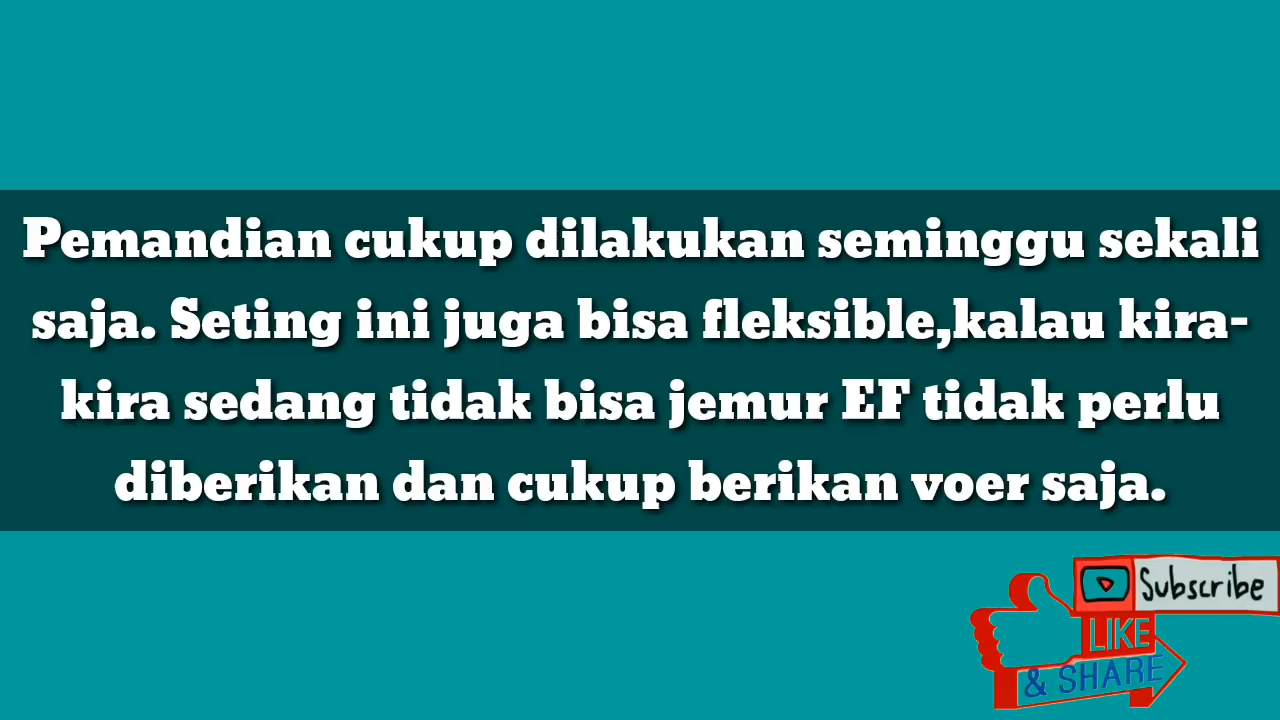 Pemandian cukup dilakukan seminggu sekali
saja. Seting ini juga bisa fleksible,kalau kira-
kira sedang tidak bisa jemur EF tidak perlu
diberikan dan cukup berikan voer saja.
Subscribe
LIKE
& SHARE